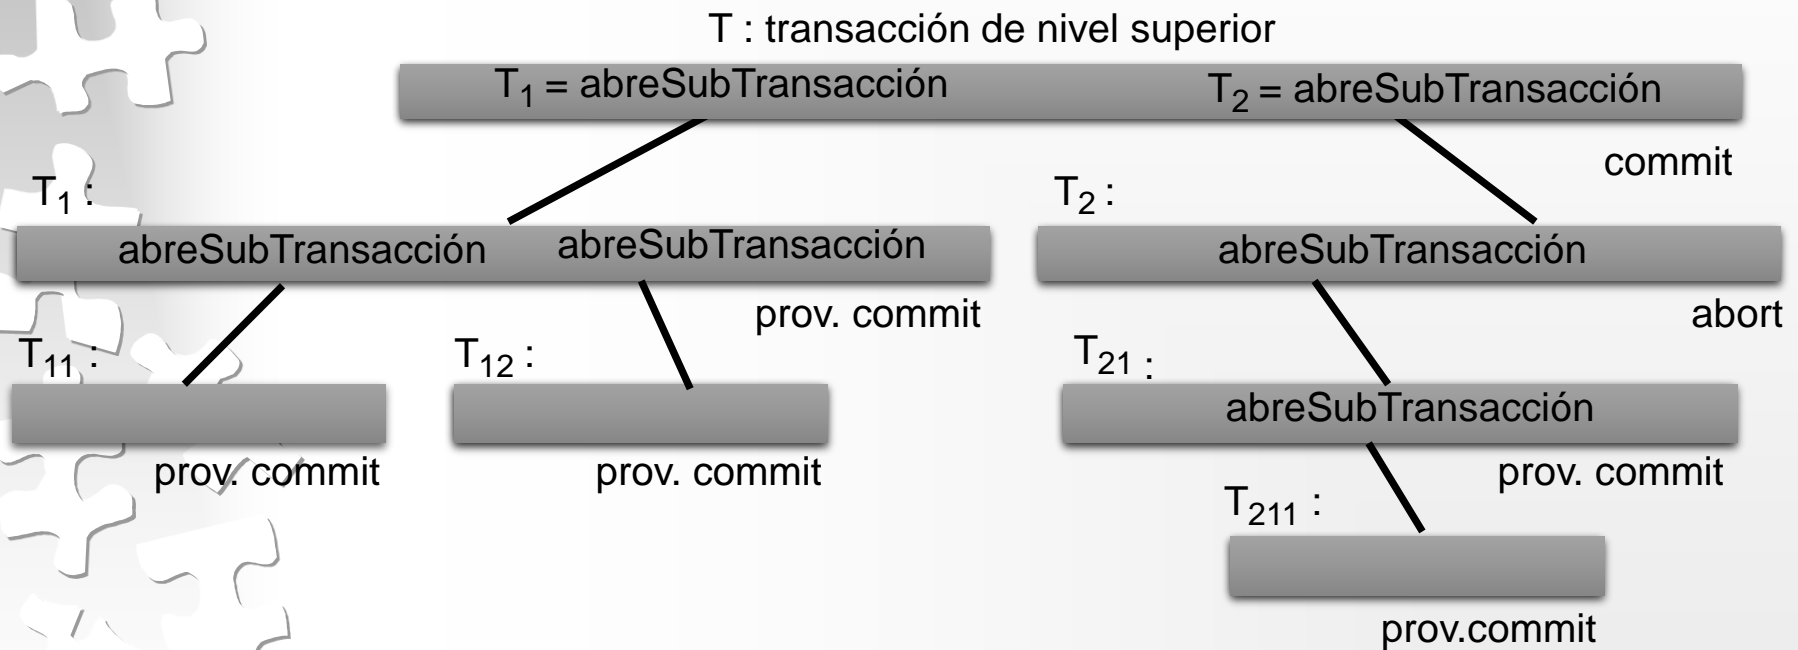 T : transacción de nivel superior
T1 = abreSubTransacción T2 = abreSubTransacción
commit
T1 : T2 :
abreSubTransacción abreSubTransacción abreSubTransacción
prov. commit abort
T11 : T12 : T21 :
abreSubTransacción
prov. commit prov. commit prov. commit
T211 :
prov.commit